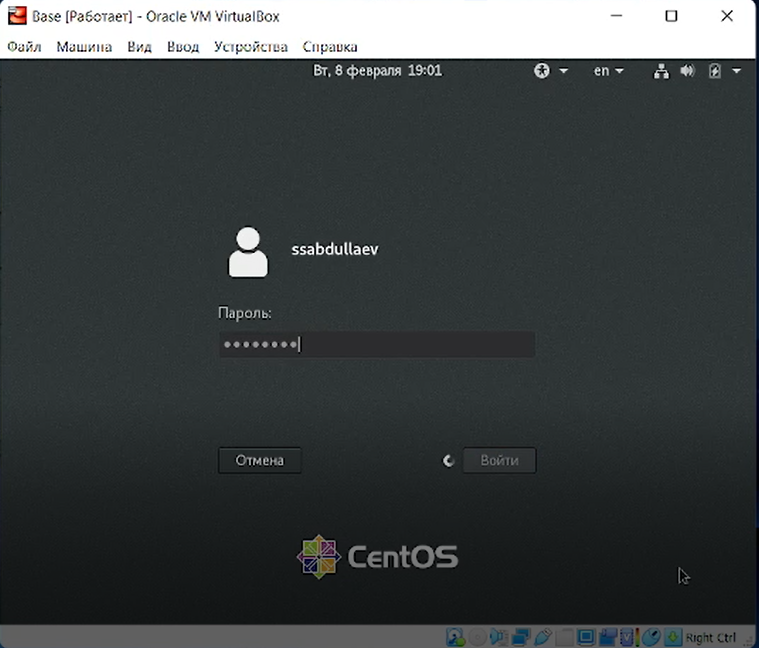 Base [Работает] - Oracle VM VirtualBox
Файл Машина Вид Ввод Устройства Справка
Вт, 8 февраля 19:01 en
ssabdullaev
Пароль:
Отмена Войти
CentOS
Right Ctrl